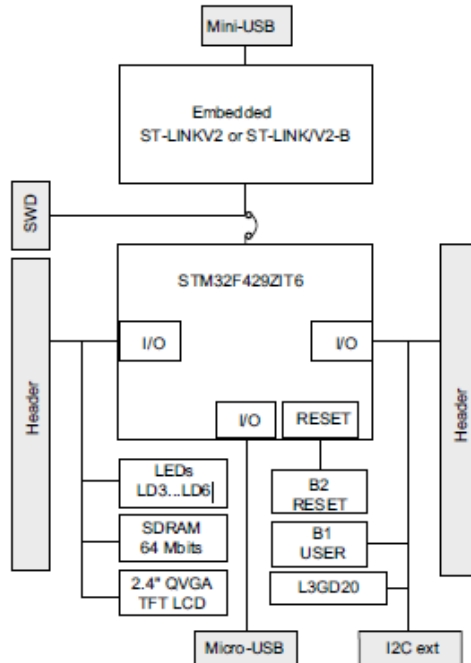 Mini-USB
Embedded
ST-LINKV2 or ST-LINK/V2-B
SWD
STM32F429ZIT6
Header
I/O
I/O
Header
I/O
RESET
LEDs
LD3...LD6
B2
RESET
SDRAM
64 Mbits
B1
USER
2.4" QVGA
TFT LCD
L3GD20
Micro-USB
I2C ext